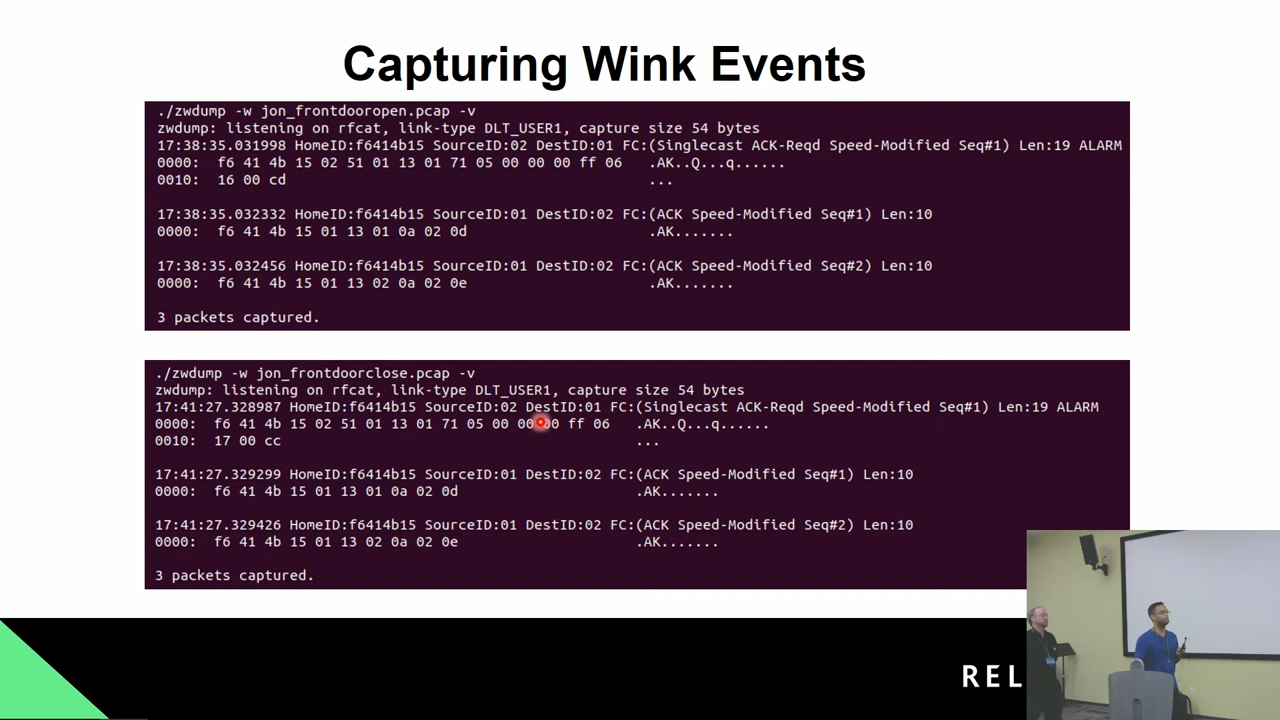 Capturing Wink Events
./zwdump -w jon_frontdooropen.pcap -v
zwdump: listening on rfcat, link-type DLT_USER1, capture size 54 bytes
17:38:35.031998 HomeID:f6414b15 SourceID:02 DestID:01 FC:(Singlecast ACK-Reqd Speed-Modified Seq#1) Len:19 ALARM
0000:  f6 41 4b 15 02 51 01 13 01 71 05 00 00 00 ff 06   .AK..Q...q......
0010:  16 00 cd   ...
17:38:35.032332 HomeID:f6414b15 SourceID:01 DestID:02 FC:(ACK Speed-Modified Seq#1) Len:10
0000:  f6 41 4b 15 01 13 01 0a 02 0d   .AK.......
17:38:35.032456 HomeID:f6414b15 SourceID:01 DestID:02 FC:(ACK Speed-Modified Seq#2) Len:10
0000:  f6 41 4b 15 01 13 02 0a 02 0e   .AK.......
3 packets captured.
./zwdump -w jon_frontdoorclose.pcap -v
zwdump: listening on rfcat, link-type DLT_USER1, capture size 54 bytes
17:41:27.328987 HomeID:f6414b15 SourceID:02 DestID:01 FC:(Singlecast ACK-Reqd Speed-Modified Seq#1) Len:19 ALARM
0000:  f6 41 4b 15 02 51 01 13 01 71 05 00 00 00 ff 06   .AK..Q...q......
0010:  17 00 cc   ...
17:41:27.329299 HomeID:f6414b15 SourceID:01 DestID:02 FC:(ACK Speed-Modified Seq#1) Len:10
0000:  f6 41 4b 15 01 13 01 0a 02 0d   .AK.......
17:41:27.329426 HomeID:f6414b15 SourceID:01 DestID:02 FC:(ACK Speed-Modified Seq#2) Len:10
0000:  f6 41 4b 15 01 13 02 0a 02 0e   .AK.......
3 packets captured.
REL